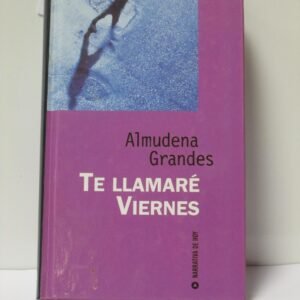 Almudena
Grandes
TE LLAMARÉ
VIERNES
NARRATIVA DE HOY